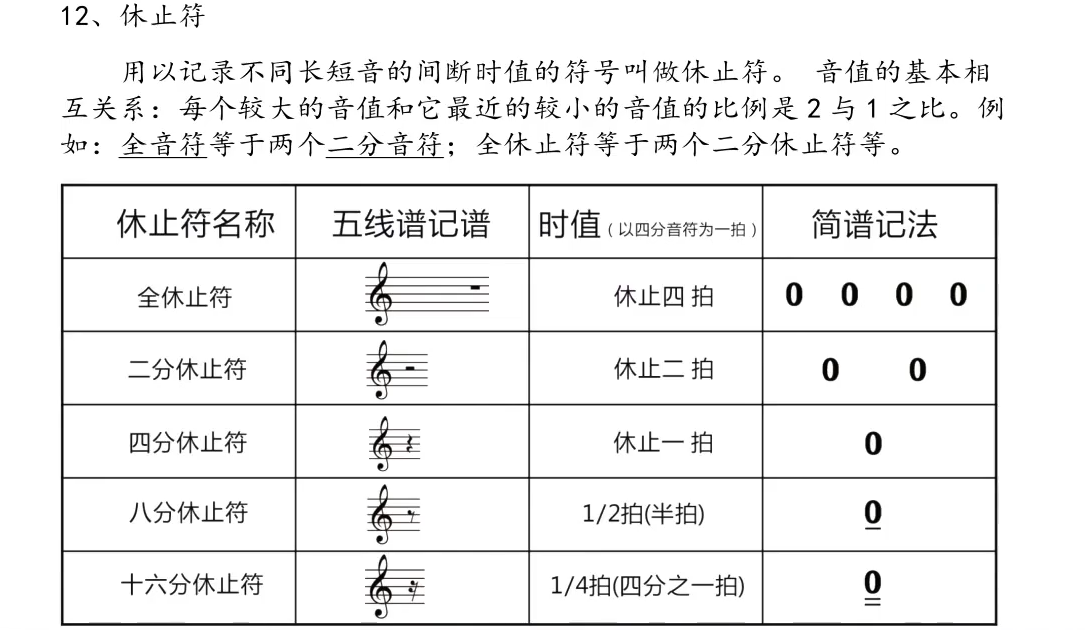 12、休止符
用以记录不同长短音的间断时值的符号叫做休止符。 音值的基本相
互关系：每个较大的音值和它最近的较小的音值的比例是 2 与 1 之比。例
如：全音符等于两个二分音符；全休止符等于两个二分休止符等。
休止符名称 五线谱记谱 时值（以四分音符为一拍） 简谱记法
全休止符 休止四 拍 0 0 0 0
二分休止符 休止二 拍 0 0
四分休止符 休止一 拍 0
八分休止符 1/2拍(半拍) 0
十六分休止符 1/4拍(四分之一拍) 0